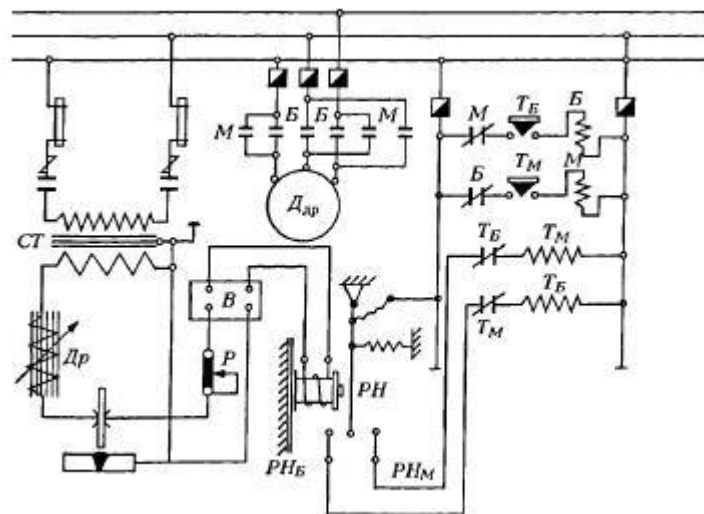 М Б Б М
М Т_Б Б
Б Т_М М
Д_др
СТ
Т_Б Т_М
В
Т_М Т_Б
Др
Р
РН
РН_Б РН_М